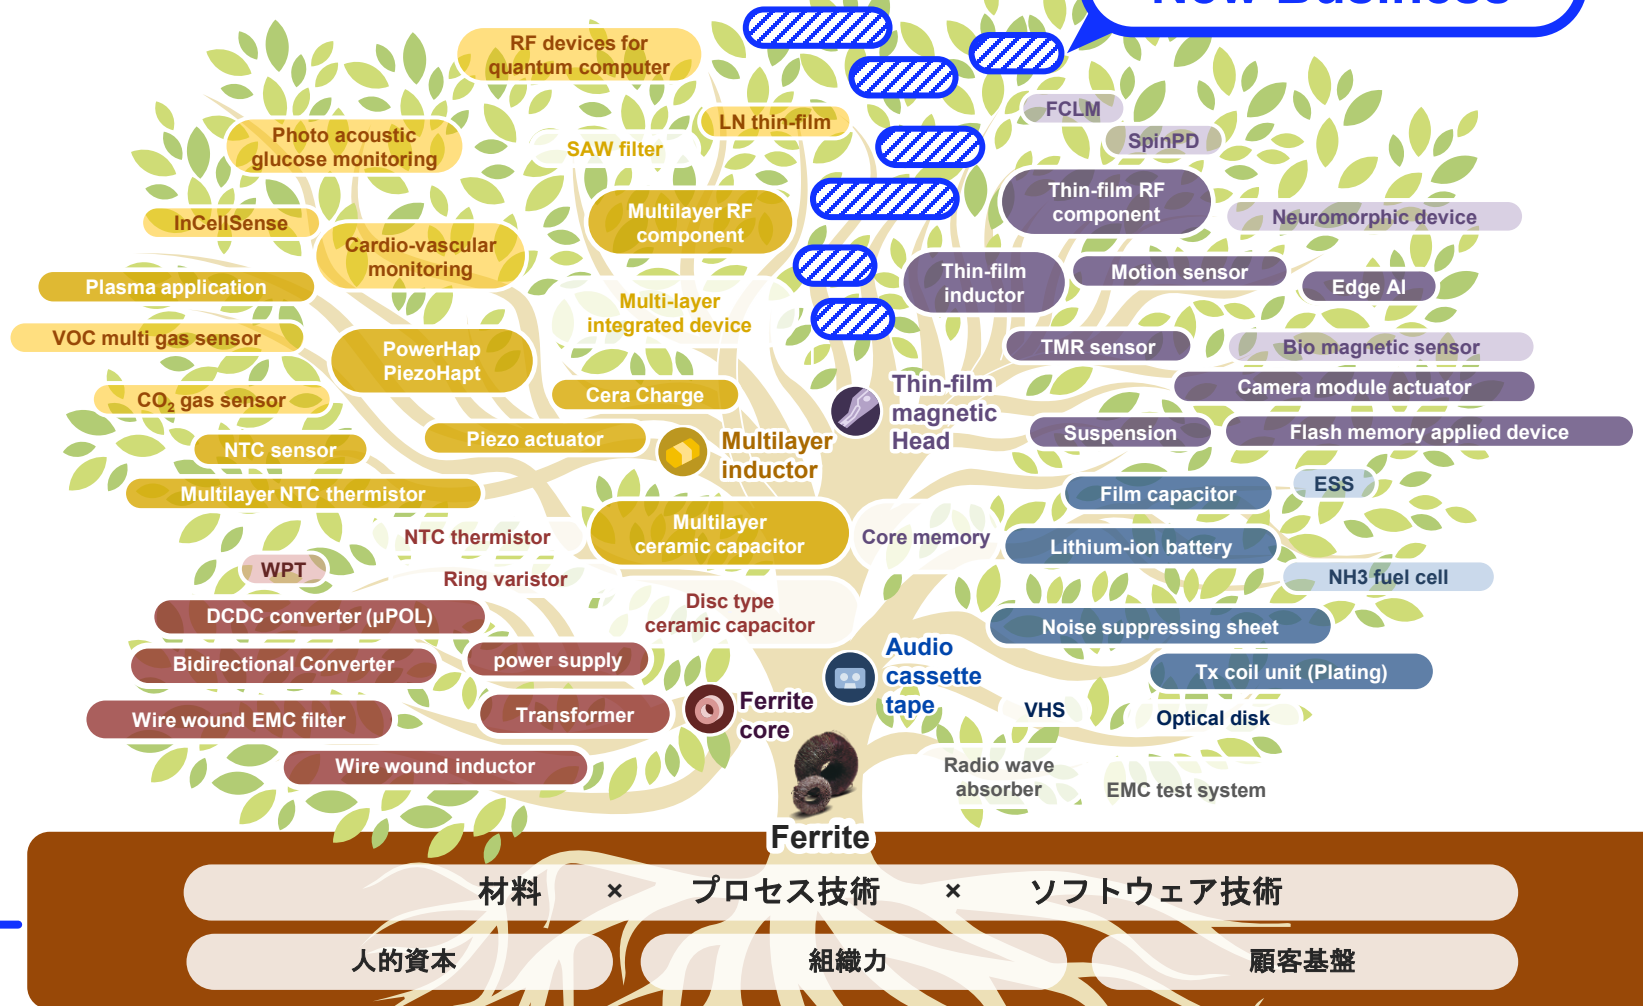 New Business
RF devices for
quantum computer
LN thin-film
FCLM
SpinPD
Photo acoustic
glucose monitoring
SAW filter
Multilayer RF
component
Thin-film RF
component
Neuromorphic device
InCellSense
Cardio-vascular
monitoring
Thin-film
inductor
Motion sensor
Edge AI
Plasma application
Multi-layer
integrated device
VOC multi gas sensor
PowerHap
PiezoHapt
TMR sensor
Bio magnetic sensor
Camera module actuator
CO₂ gas sensor
Cera Charge
Thin-film
magnetic
Head
Suspension
Flash memory applied device
NTC sensor
Piezo actuator
Multilayer
inductor
Multilayer NTC thermistor
Film capacitor
ESS
NTC thermistor
Multilayer
ceramic capacitor
Core memory
Lithium-ion battery
WPT
Ring varistor
NH3 fuel cell
DCDC converter (μPOL)
Disc type
ceramic capacitor
Noise suppressing sheet
Bidirectional Converter
power supply
Audio
cassette
tape
Tx coil unit (Plating)
Wire wound EMC filter
Transformer
Ferrite
core
VHS
Optical disk
Wire wound inductor
Radio wave
absorber
EMC test system
Ferrite
材料 × プロセス技術 × ソフトウェア技術
人的資本
組織力
顧客基盤